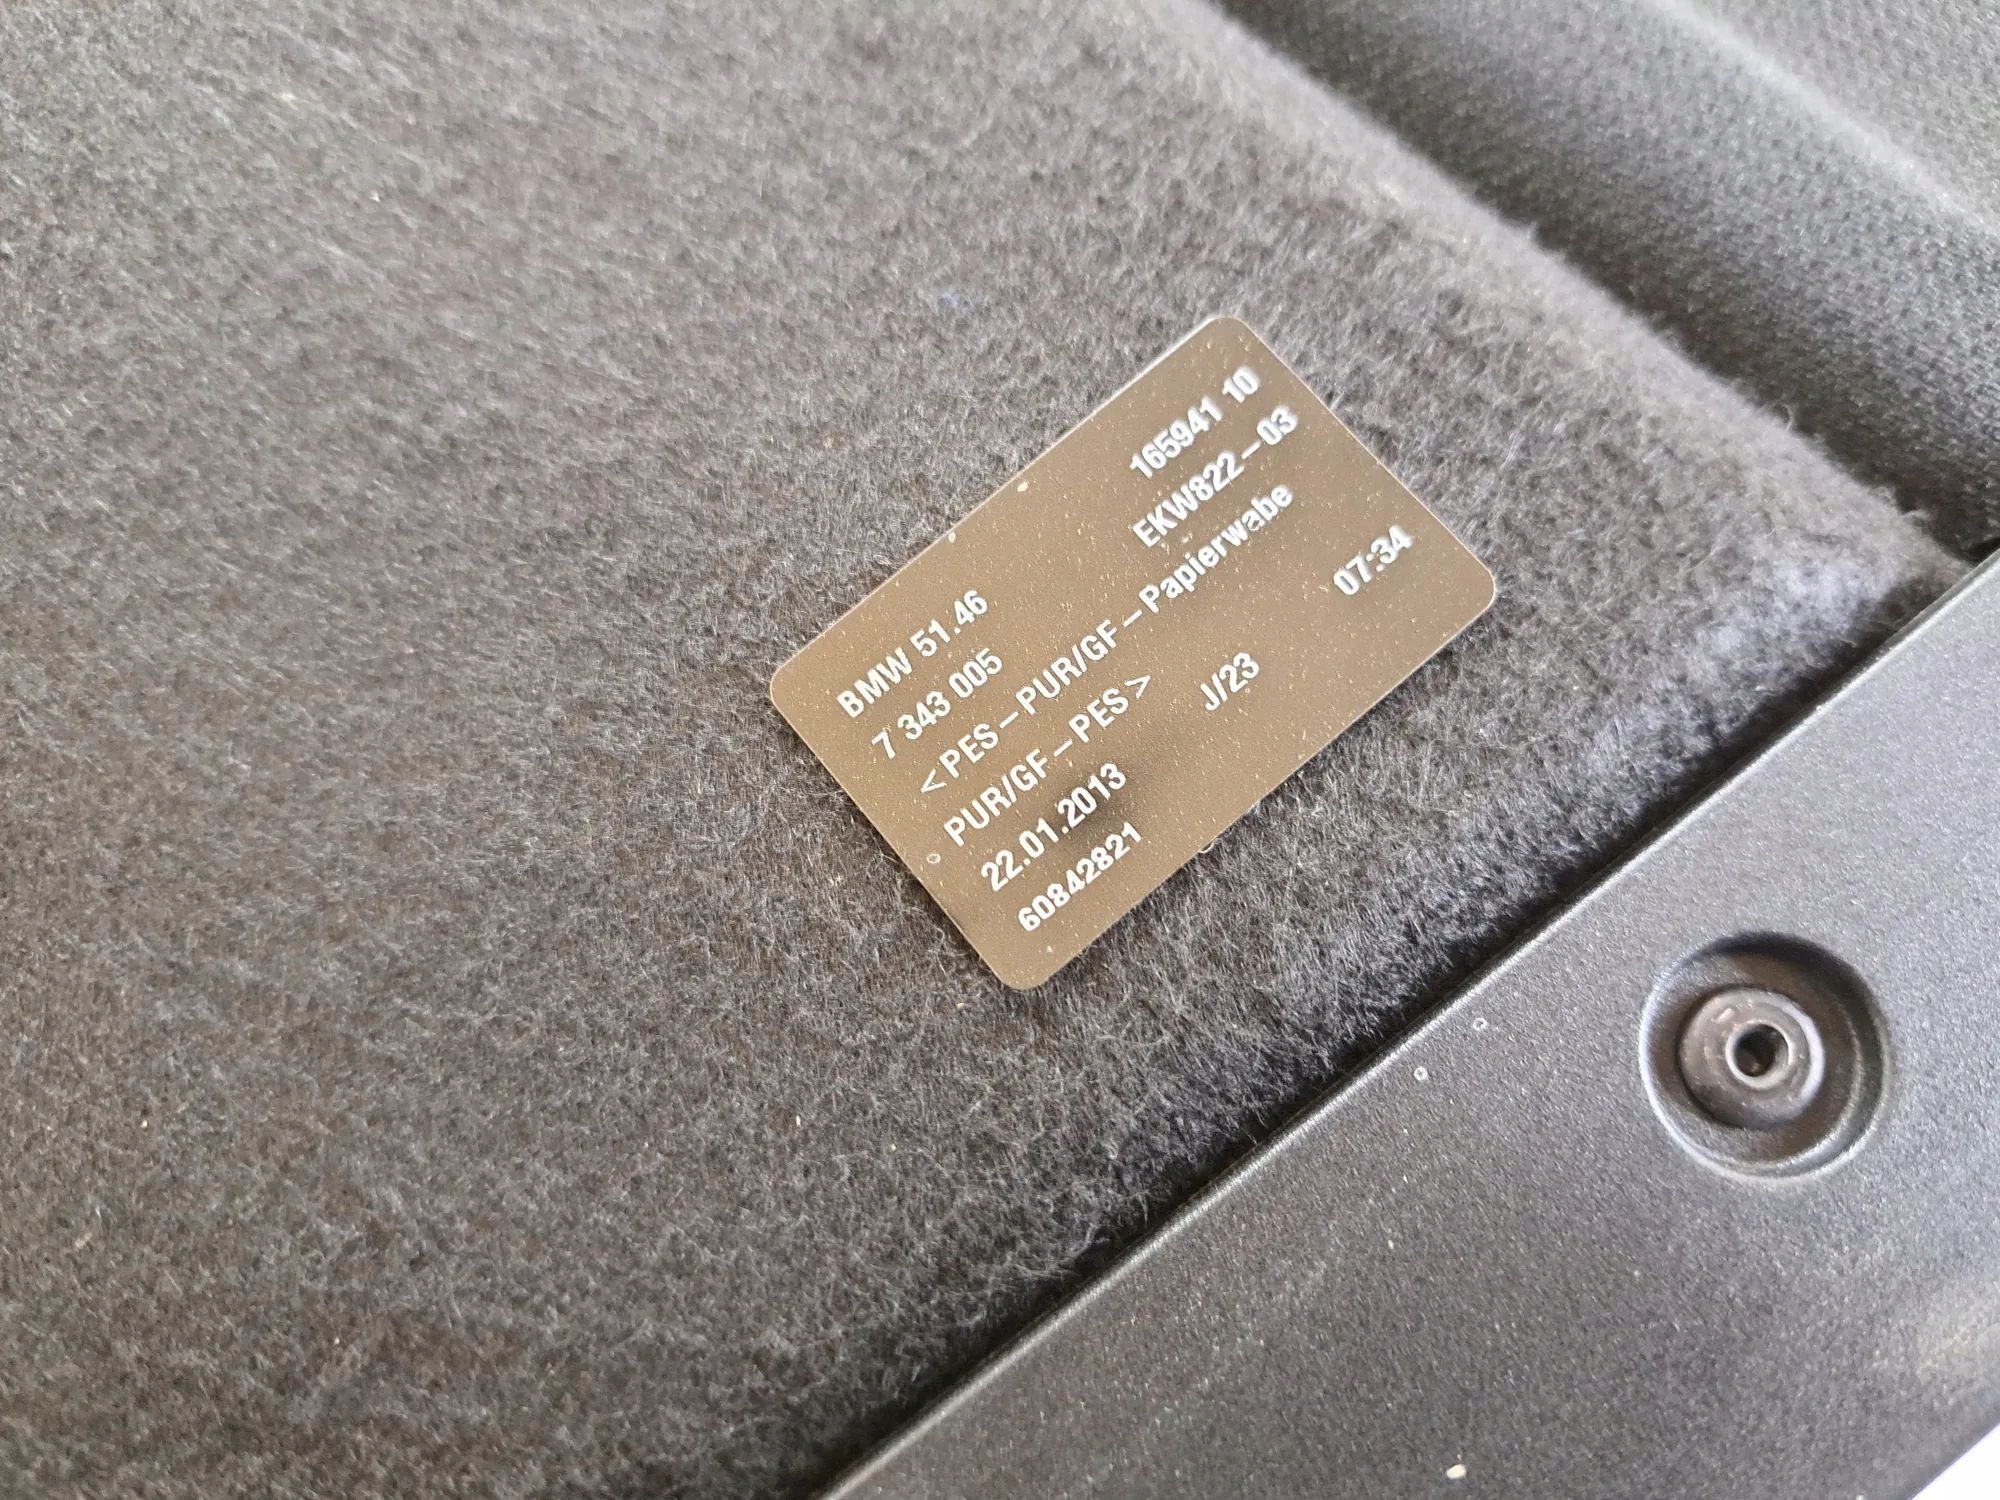 BMW 51.46 165941 10
7 343 005 EKW822-03
<PES-PUR/GF-Papierwabe
PUR/GF-PES>
22.01.2013 J/23 07:34
60842821